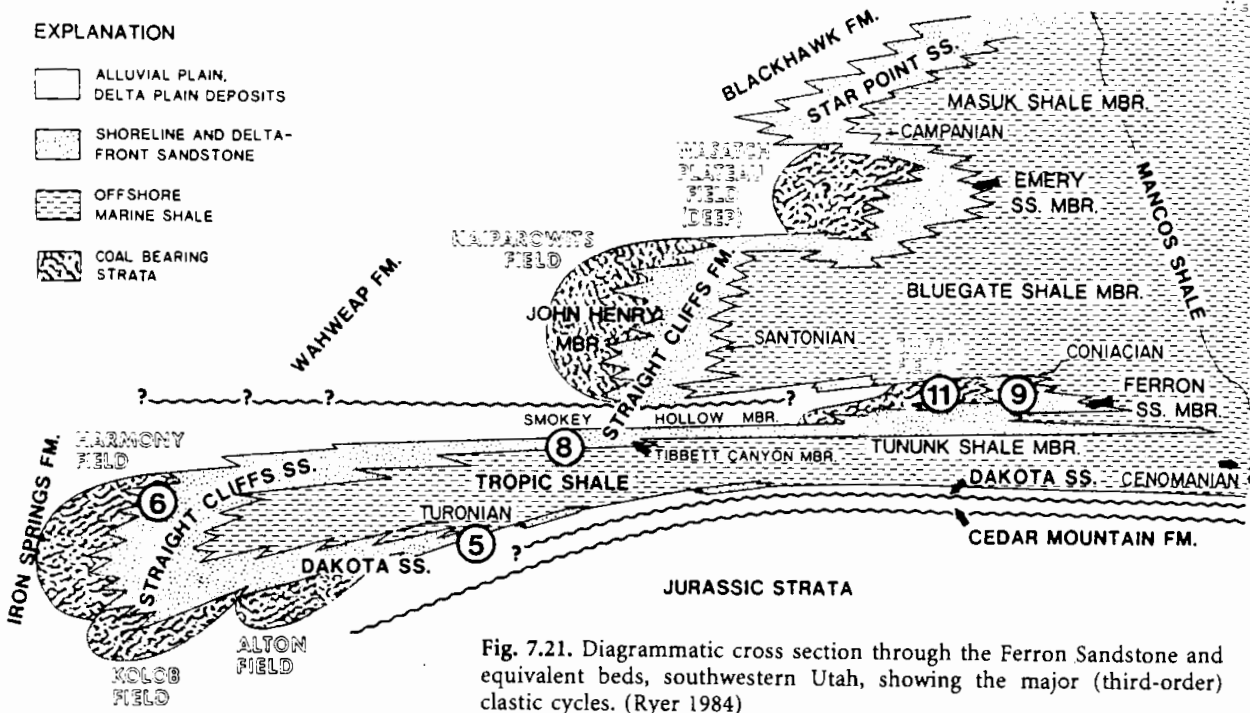 EXPLANATION
ALLUVIAL PLAIN,
DELTA PLAIN DEPOSITS
SHORELINE AND DELTA-
FRONT SANDSTONE
OFFSHORE
MARINE SHALE
COAL BEARING
STRATA
BLACKHAWK FM.
STAR POINT SS.
MASUK SHALE MBR.
CAMPANIAN
WASATCH
PLATEAU
FIELD
(DEEP)
EMERY
SS. MBR.
MANCOS SHALE
KAIPAROWITS
FIELD
WAHWEAP FM.
JOHN HENRY
MBR.
STRAIGHT CLIFFS FM.
BLUEGATE SHALE MBR.
SANTONIAN
CONIACIAN
? ? ? ?
11
9
FERRON
SS. MBR.
SMOKEY HOLLOW MBR.
8
TIBBETT CANYON MBR.
TUNUNK SHALE MBR.
IRON SPRINGS FM.
HARMONY
FIELD
6
STRAIGHT CLIFFS SS.
TROPIC SHALE
DAKOTA SS.
CENOMANIAN
TURONIAN
5
?
DAKOTA SS.
CEDAR MOUNTAIN FM.
JURASSIC STRATA
ALTON
FIELD
KOLOB
FIELD
Fig. 7.21. Diagrammatic cross section through the Ferron Sandstone and
equivalent beds, southwestern Utah, showing the major (third-order)
clastic cycles. (Ryer 1984)